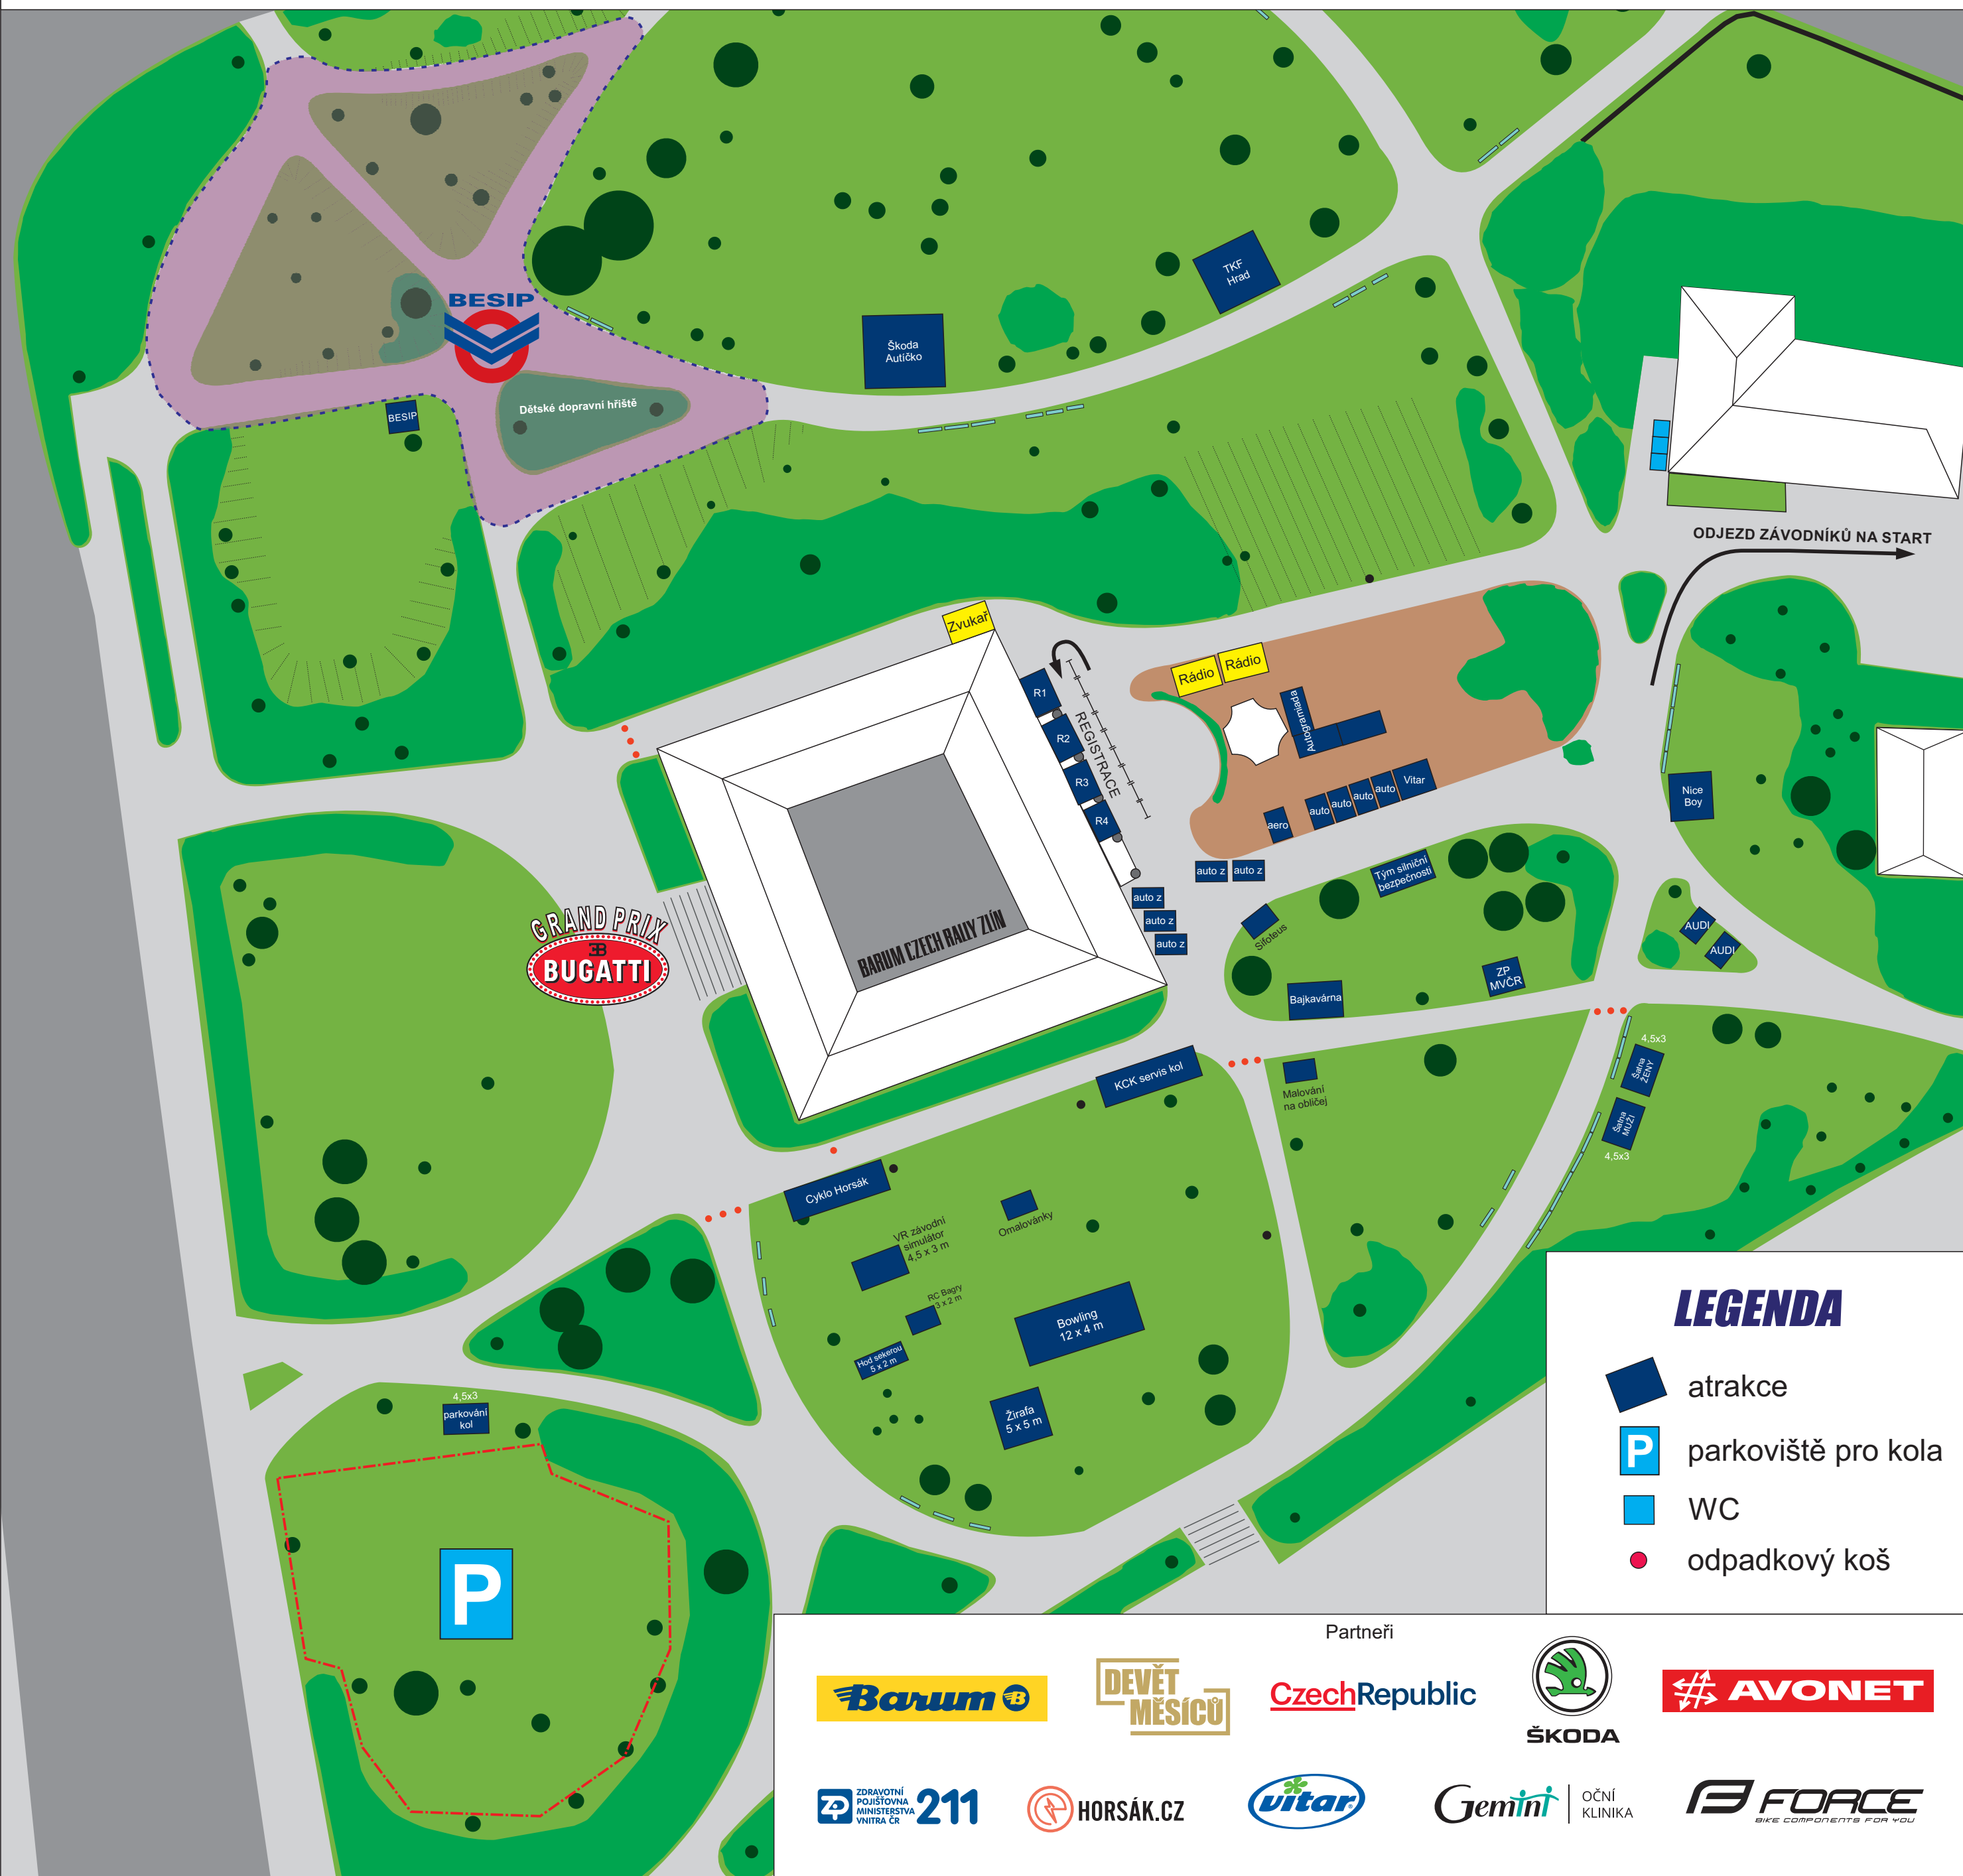 TKF
Hrad
BESIP
Škoda
Autíčko
Dětské dopravní hřiště
BESIP
ODJEZD ZÁVODNÍKŮ NA START
Zvukař
Rádio
Rádio
R1
R2
R3
R4
REGISTRACE
Autogramiáda
Vitar
auto
auto
auto
auto
aero
Nice
Boy
auto z
auto z
auto z
auto z
auto z
Tým silniční
bezpečnosti
Sifoteus
AUDI
AUDI
GRAND PRIX
EB
BUGATTI
BARUM CZECH RALLY ZLÍN
ZP
MVČR
Bajkavárna
KCK servis kol
Malování
na obličej
4,5x3
Šatna
ŽENY
Šatna
MUŽI
4,5x3
Cyklo Horsák
VR závodní
simulátor
4,5 x 3 m
Omalovánky
RC Bagry
3 x 2 m
Bowling
12 x 4 m
Hod sekerou
5 x 2 m
Žirafa
5 x 5 m
4,5x3
parkování
kol
P
LEGENDA
atrakce
P
parkoviště pro kola
WC
odpadkový koš
Partneři
Barum B
DEVĚT
MĚSÍCŮ
CzechRepublic
ŠKODA
AVONET
ZP
ZDRAVOTNÍ
POJIŠŤOVNA
MINISTERSTVA
VNITRA ČR
211
HORSÁK.CZ
vitar
Gemini
OČNÍ
KLINIKA
FORCE
BIKE COMPONENTS FOR YOU